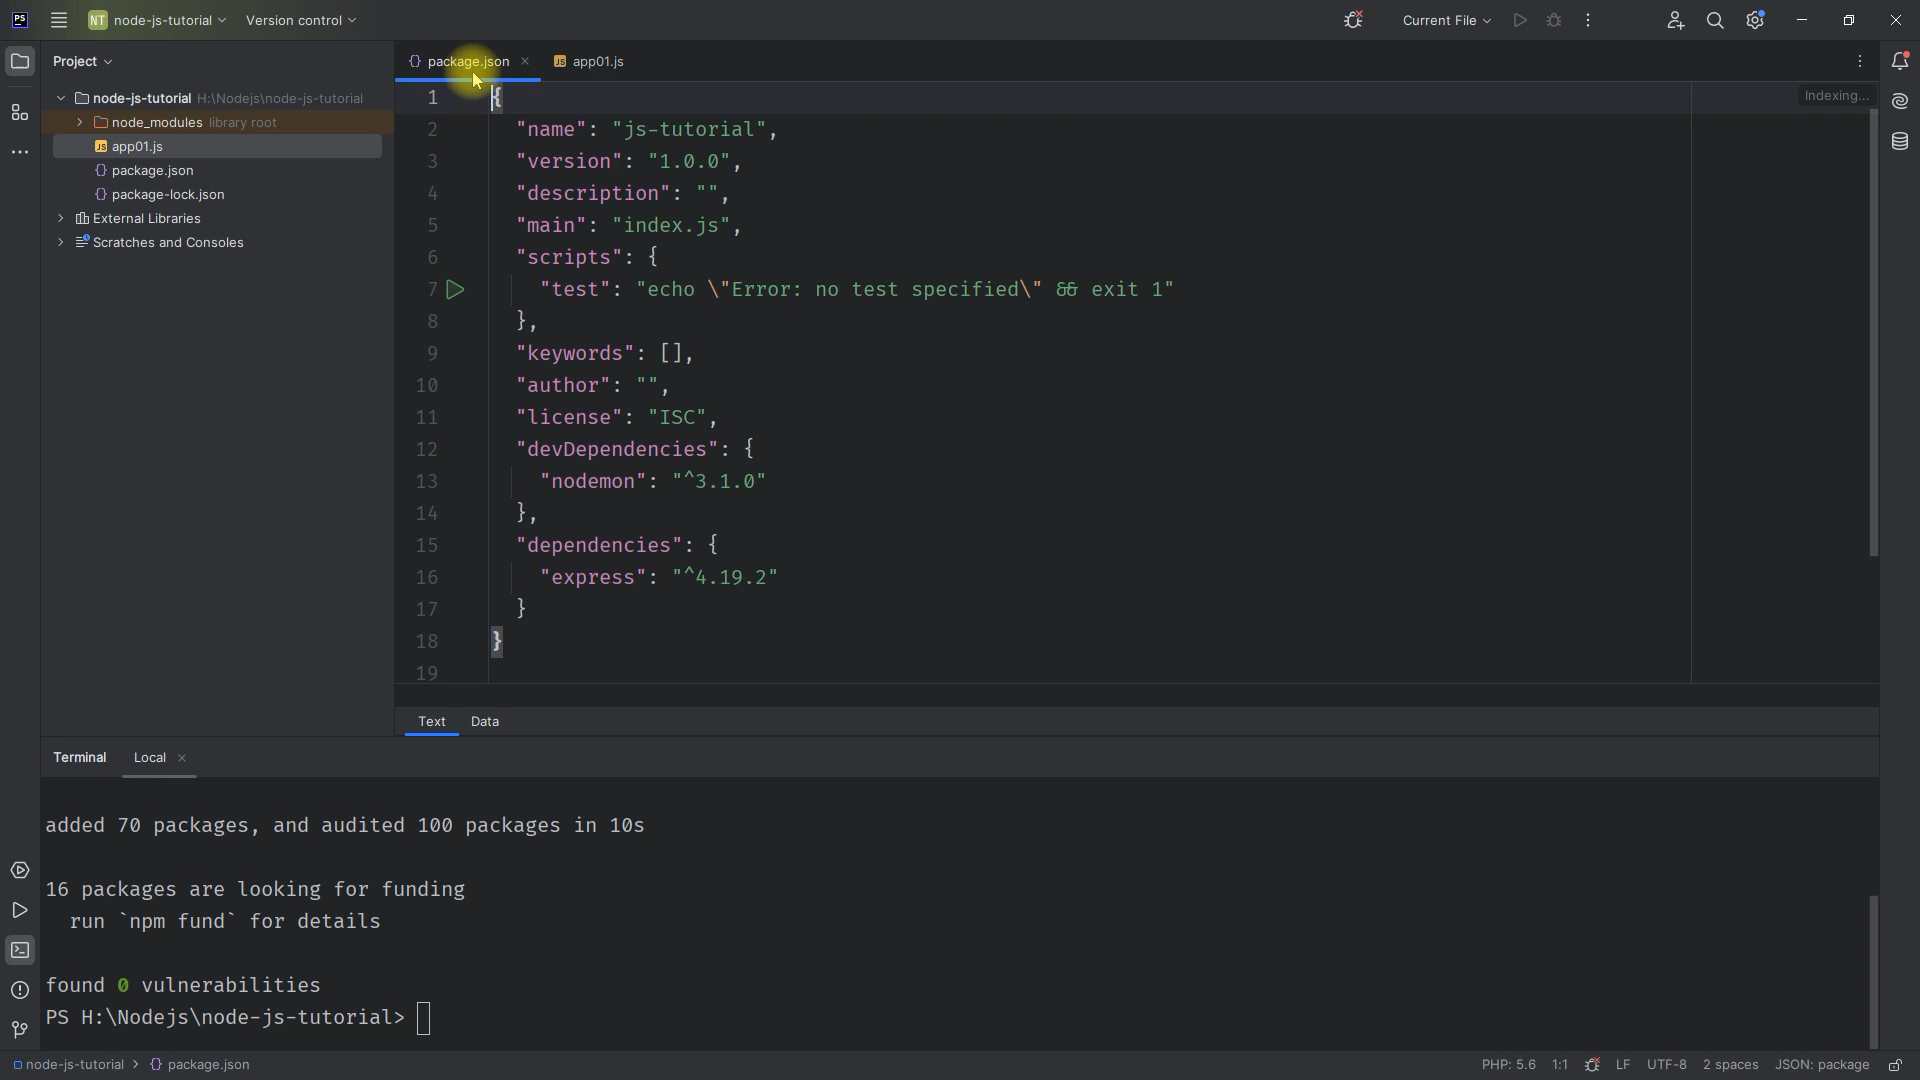 PS
NT node-js-tutorial
Version control
Current File
Project
package.json
app01.js
node-js-tutorial H:\Nodejs\node-js-tutorial
node_modules library root
app01.js
package.json
package-lock.json
External Libraries
Scratches and Consoles
Indexing...
1 {
2 "name": "js-tutorial",
3 "version": "1.0.0",
4 "description": "",
5 "main": "index.js",
6 "scripts": {
7 "test": "echo \"Error: no test specified\" && exit 1"
8 },
9 "keywords": [],
10 "author": "",
11 "license": "ISC",
12 "devDependencies": {
13 "nodemon": "^3.1.0"
14 },
15 "dependencies": {
16 "express": "^4.19.2"
17 }
18 }
19
Text Data
Terminal Local
added 70 packages, and audited 100 packages in 10s
16 packages are looking for funding
run `npm fund` for details
found 0 vulnerabilities
PS H:\Nodejs\node-js-tutorial>
node-js-tutorial > package.json
PHP: 5.6 1:1 LF UTF-8 2 spaces JSON: package